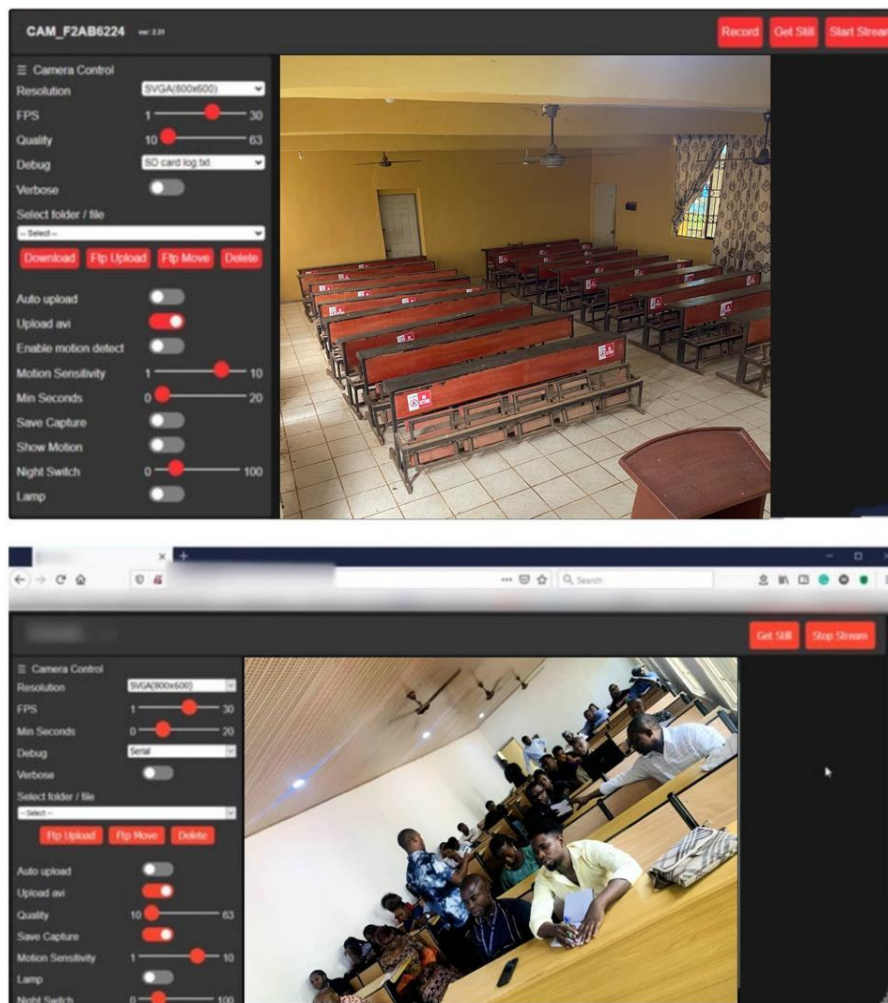 CAM_F2AB6224 ver: 3.31 Record Get Still Start Stream
☰ Camera Control
Resolution SVGA(800x600)
FPS 1 30
Quality 10 63
Debug SD card log.txt
Verbose
Select folder / file
-- Select --
Download Ftp Upload Ftp Move Delete
Auto upload
Upload avi
Enable motion detect
Motion Sensitivity 1 10
Min Seconds 0 20
Save Capture
Show Motion
Night Switch 0 100
Lamp
Search
Get Still Stop Stream
☰ Camera Control
Resolution SVGA(800x600)
FPS 1 30
Min Seconds 0 20
Debug Serial
Verbose
Select folder / file
-- Select --
Ftp Upload Ftp Move Delete
Auto upload
Upload avi
Quality 10 63
Save Capture
Motion Sensitivity 1 10
Lamp
Night Switch 0 100